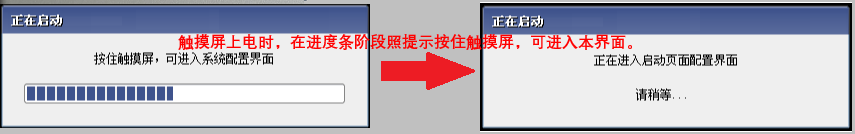 正在启动
正在启动
触摸屏上电时，在进度条阶段照提示按住触摸屏，可进入本界面。
按住触摸屏，可进入系统配置界面
正在进入启动页面配置界面
请稍等...